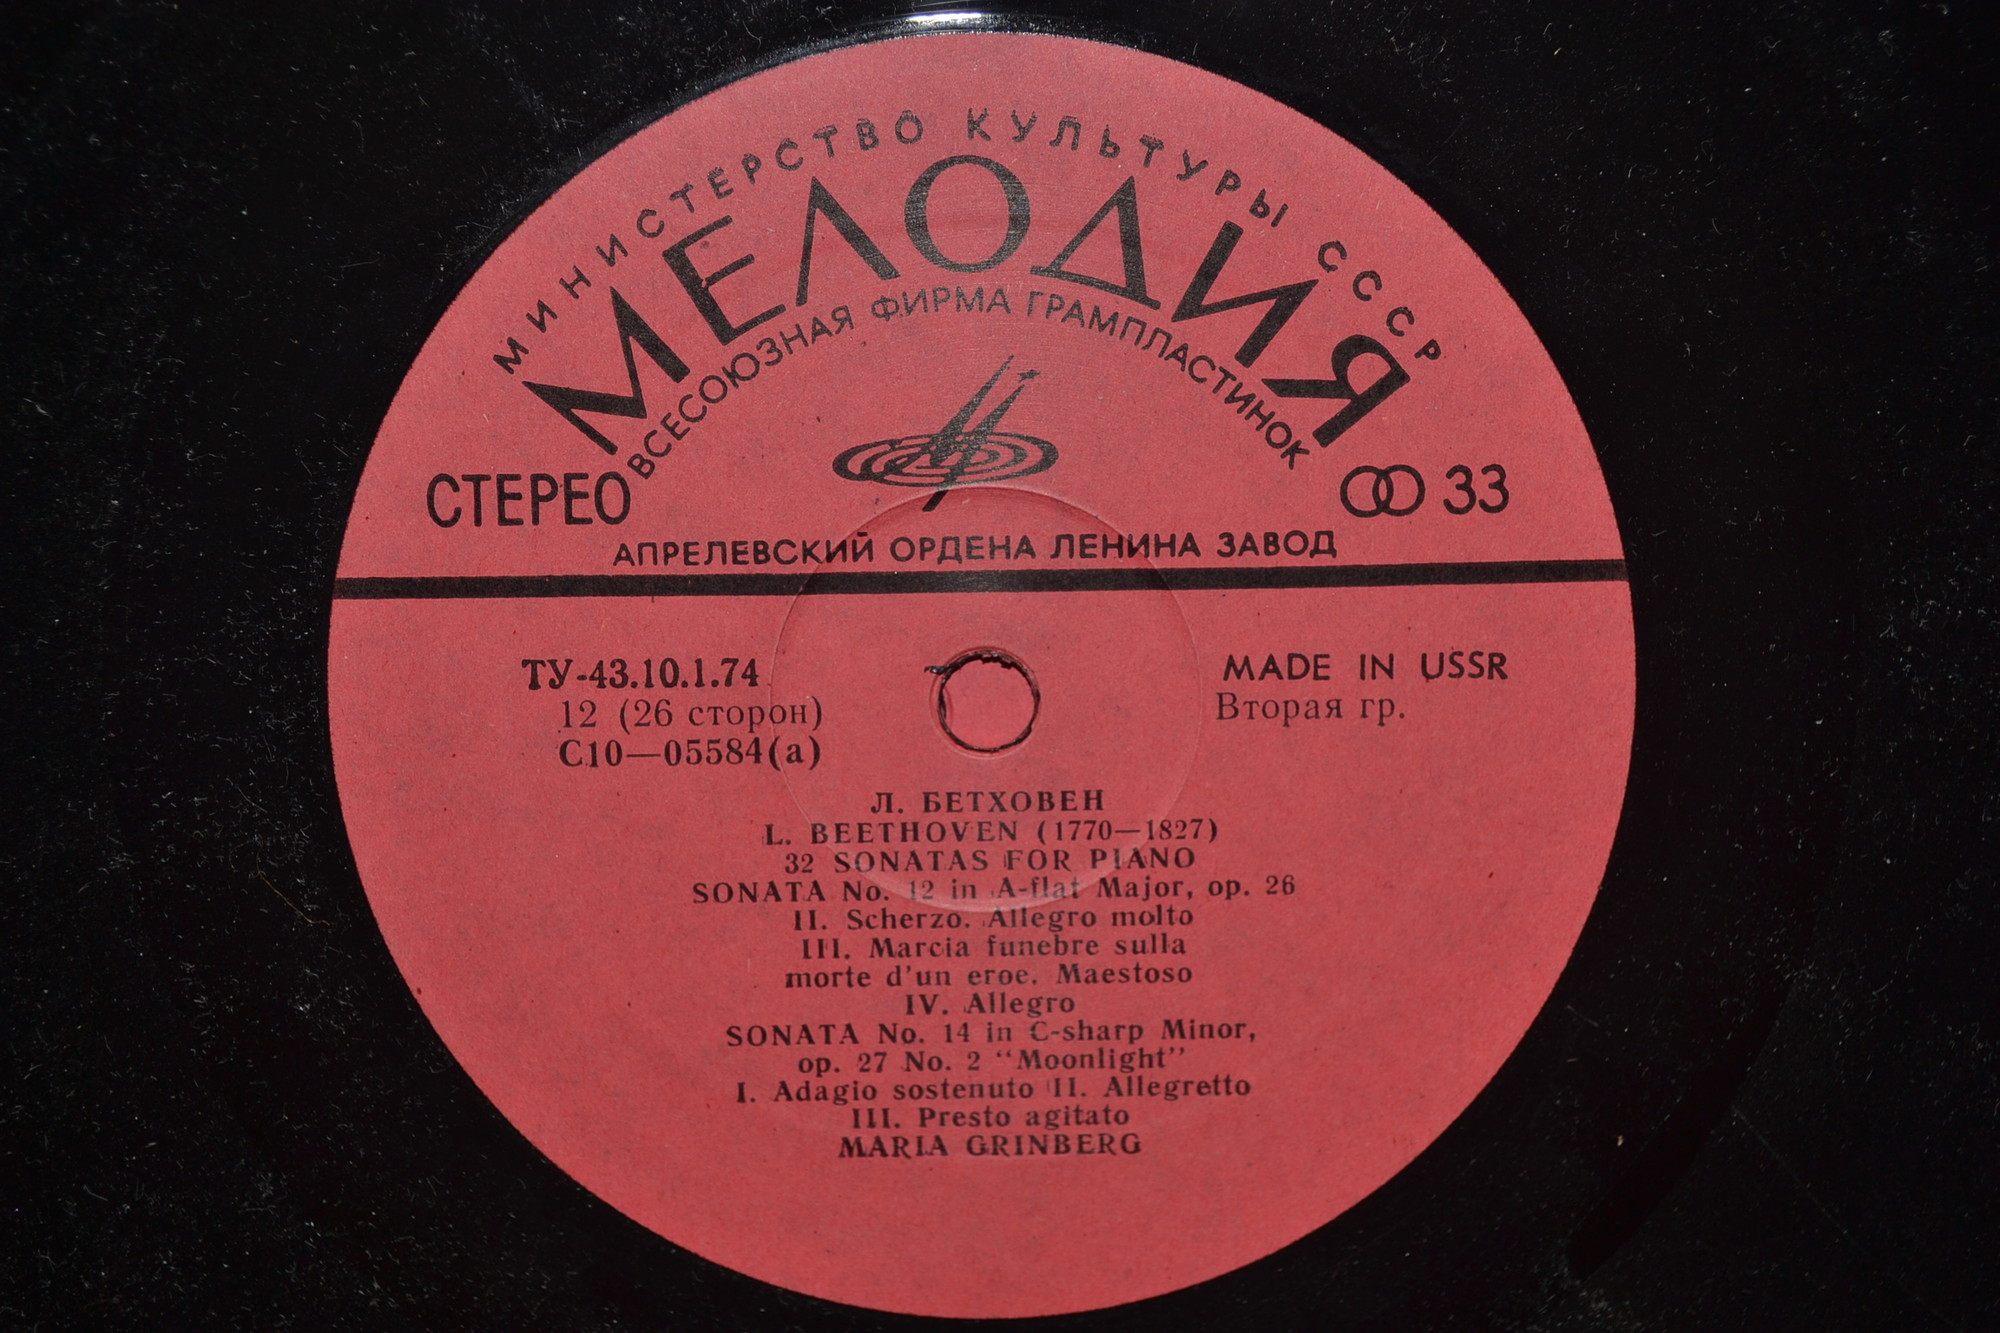 МИНИСТЕРСТВО КУЛЬТУРЫ СССР
МЕЛОДИЯ
ВСЕСОЮЗНАЯ ФИРМА ГРАМПЛАСТИНОК
СТЕРЕО
33
АПРЕЛЕВСКИЙ ОРДЕНА ЛЕНИНА ЗАВОД
ТУ-43.10.1.74
12 (26 сторон)
С10—05584(а)
MADE IN USSR
Вторая гр.
Л. БЕТХОВЕН
L. BEETHOVEN (1770—1827)
32 SONATAS FOR PIANO
SONATA No. 12 in A-flat Major, op. 26
II. Scherzo. Allegro molto
III. Marcia funebre sulla
morte d'un eroe. Maestoso
IV. Allegro
SONATA No. 14 in C-sharp Minor,
op. 27 No. 2 "Moonlight"
I. Adagio sostenuto II. Allegretto
III. Presto agitato
MARIA GRINBERG